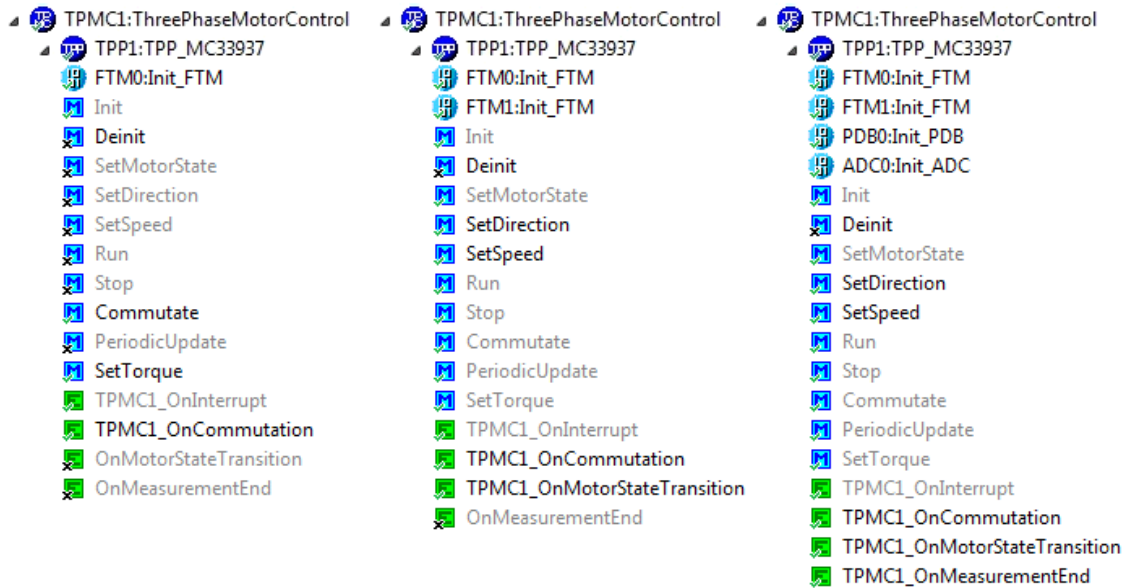 TPMC1:ThreePhaseMotorControl
TPP1:TPP_MC33937
FTM0:Init_FTM
Init
Deinit
SetMotorState
SetDirection
SetSpeed
Run
Stop
Commutate
PeriodicUpdate
SetTorque
TPMC1_OnInterrupt
TPMC1_OnCommutation
OnMotorStateTransition
OnMeasurementEnd
TPMC1:ThreePhaseMotorControl
TPP1:TPP_MC33937
FTM0:Init_FTM
FTM1:Init_FTM
Init
Deinit
SetMotorState
SetDirection
SetSpeed
Run
Stop
Commutate
PeriodicUpdate
SetTorque
TPMC1_OnInterrupt
TPMC1_OnCommutation
TPMC1_OnMotorStateTransition
OnMeasurementEnd
TPMC1:ThreePhaseMotorControl
TPP1:TPP_MC33937
FTM0:Init_FTM
FTM1:Init_FTM
PDB0:Init_PDB
ADC0:Init_ADC
Init
Deinit
SetMotorState
SetDirection
SetSpeed
Run
Stop
Commutate
PeriodicUpdate
SetTorque
TPMC1_OnInterrupt
TPMC1_OnCommutation
TPMC1_OnMotorStateTransition
TPMC1_OnMeasurementEnd